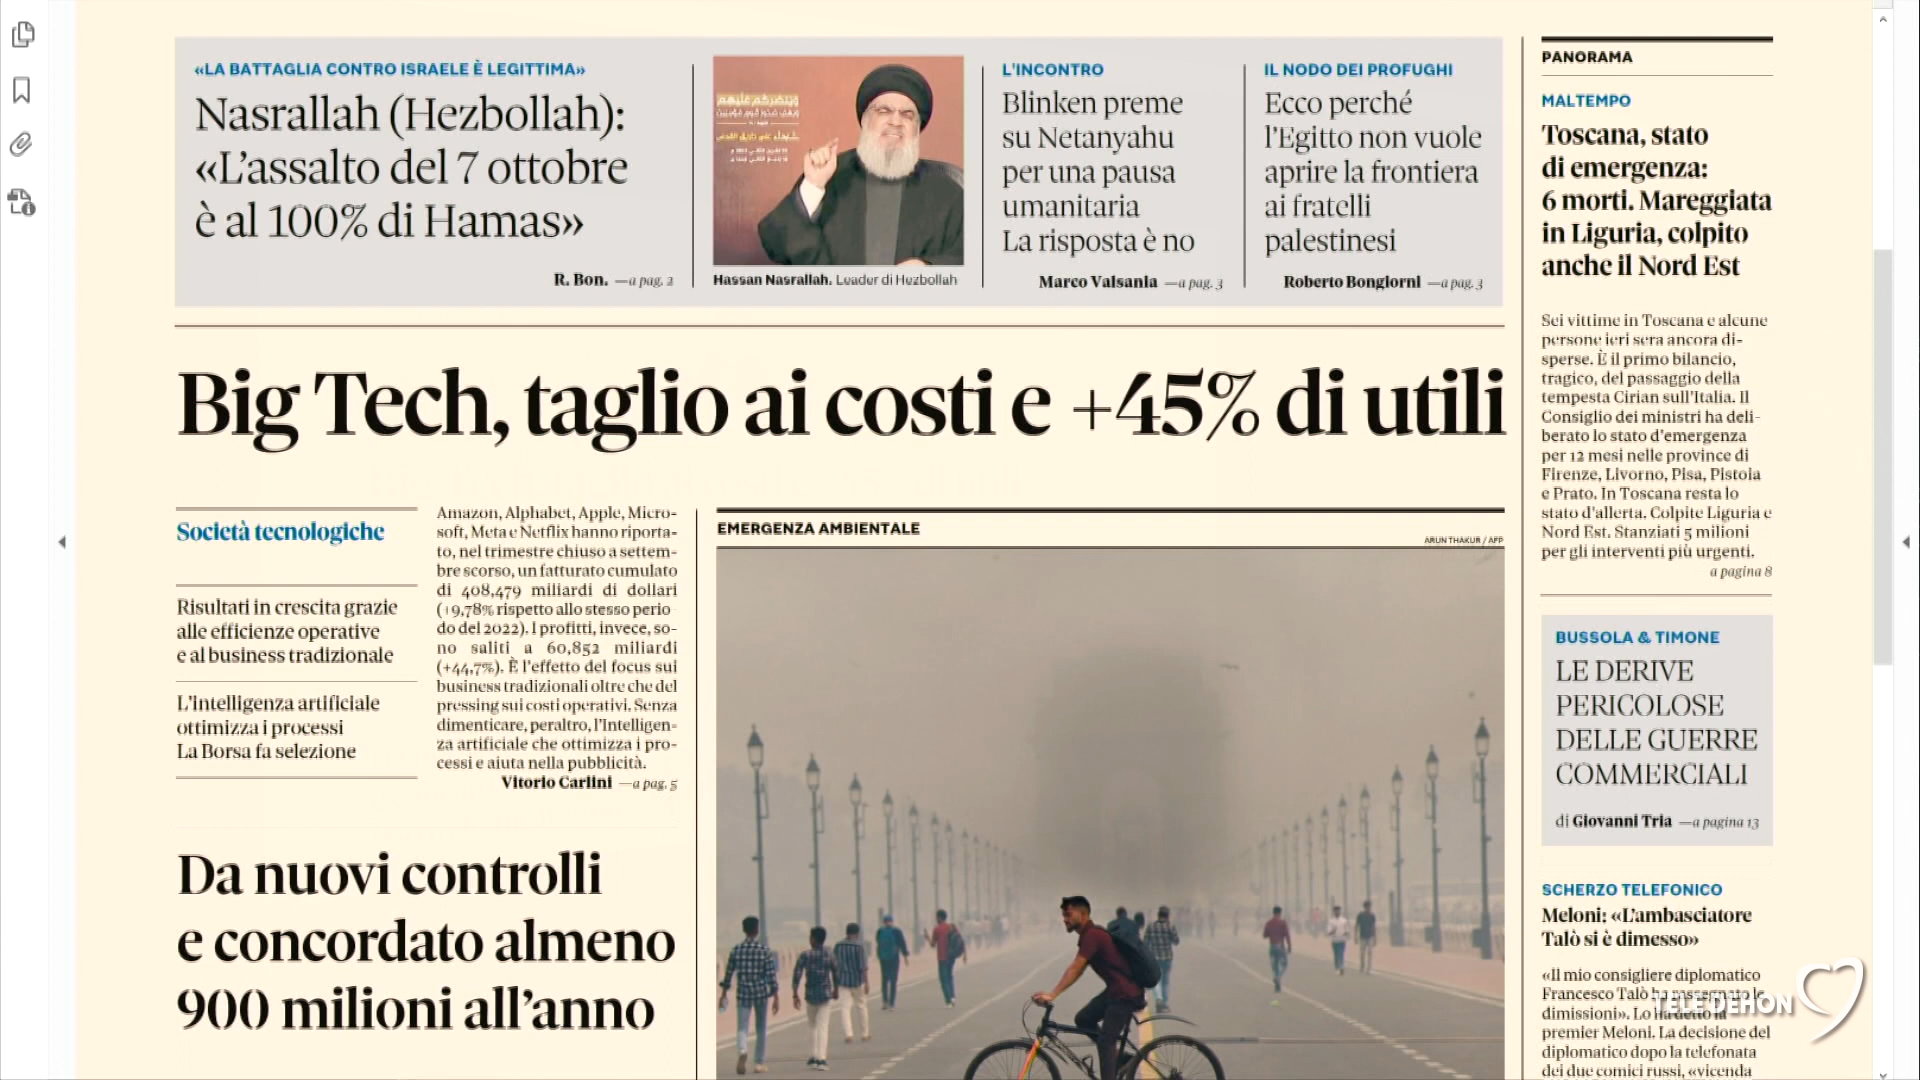 «LA BATTAGLIA CONTRO ISRAELE È LEGITTIMA»
Nasrallah (Hezbollah):
«L'assalto del 7 ottobre
è al 100% di Hamas»
R. Bon. —a pag. 2
Hassan Nasrallah. Leader di Hezbollah
L'INCONTRO
Blinken preme
su Netanyahu
per una pausa
umanitaria
La risposta è no
Marco Valsania —a pag. 3
IL NODO DEI PROFUGHI
Ecco perché
l'Egitto non vuole
aprire la frontiera
ai fratelli
palestinesi
Roberto Bongiorni —a pag. 3
Big Tech, taglio ai costi e +45% di utili
Società tecnologiche
Risultati in crescita grazie
alle efficienze operative
e al business tradizionale
L'Intelligenza artificiale
ottimizza i processi
La Borsa fa selezione
Amazon, Alphabet, Apple, Micro-
soft, Meta e Netflix hanno riporta-
to, nel trimestre chiuso a settem-
bre scorso, un fatturato cumulato
di 408,479 miliardi di dollari
(+9,78% rispetto allo stesso perio
do del 2022). I profitti, invece, so-
no saliti a 60,852 miliardi
(+44,7%). È l'effetto del focus sui
business tradizionali oltre che del
pressing sui costi operativi. Senza
dimenticare, peraltro, l'Intelligen-
za artificiale che ottimizza i pro-
cessi e aiuta nella pubblicità.
Vitorio Carlini —a pag. 5
Da nuovi controlli
e concordato almeno
900 milioni all'anno
EMERGENZA AMBIENTALE
ARUN THAKUR / AFP
PANORAMA
MALTEMPO
Toscana, stato
di emergenza:
6 morti. Mareggiata
in Liguria, colpito
anche il Nord Est
Sei vittime in Toscana e alcune
persone ieri sera ancora di-
sperse. È il primo bilancio,
tragico, del passaggio della
tempesta Cirian sull'Italia. Il
Consiglio dei ministri ha deli-
berato lo stato d'emergenza
per 12 mesi nelle province di
Firenze, Livorno, Pisa, Pistoia
e Prato. In Toscana resta lo
stato d'allerta. Colpite Liguria e
Nord Est. Stanziati 5 milioni
per gli interventi più urgenti.
a pagina 8
BUSSOLA & TIMONE
LE DERIVE
PERICOLOSE
DELLE GUERRE
COMMERCIALI
di Giovanni Tria —a pagina 13
SCHERZO TELEFONICO
Meloni: «L'ambasciatore
Talò si è dimesso»
«Il mio consigliere diplomatico
Francesco Talò ha rassegnato le
dimissioni». Lo ha detto la
premier Meloni. La decisione del
diplomatico dopo la telefonata
dei due comici russi, «vicenda
TELE DEHON